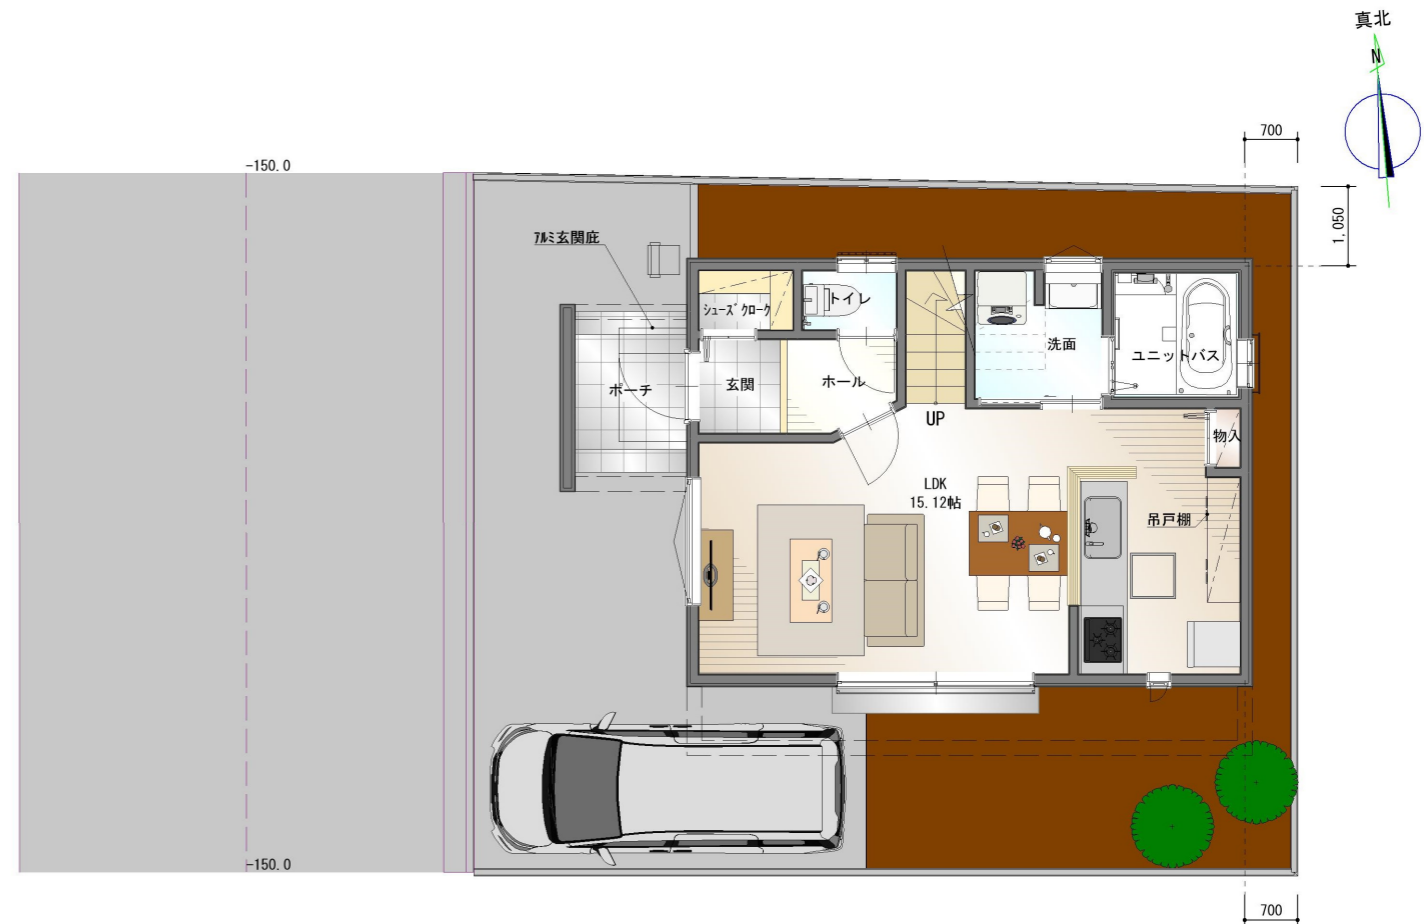 真北
N
700
-150.0
1,050
ｱﾙﾐ玄関庇
ｼｭｰｽﾞｸﾛｰｸ
トイレ
洗面
ユニットバス
ポーチ
玄関
ホール
UP
物入
LDK
15.12帖
吊戸棚
-150.0
700